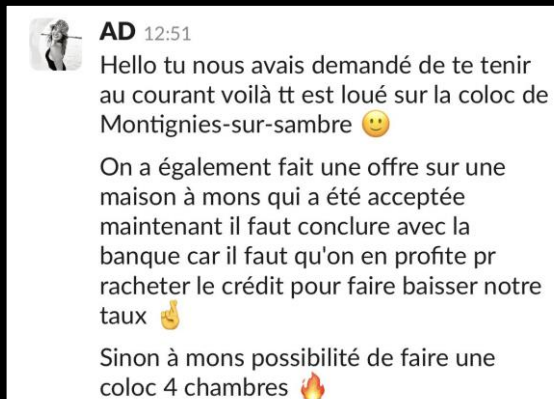 AD 12:51
Hello tu nous avais demandé de te tenir
au courant voilà tt est loué sur la coloc de
Montignies-sur-sambre 🙂
On a également fait une offre sur une
maison à mons qui a été acceptée
maintenant il faut conclure avec la
banque car il faut qu'on en profite pr
racheter le crédit pour faire baisser notre
taux 🤞
Sinon à mons possibilité de faire une
coloc 4 chambres 🔥